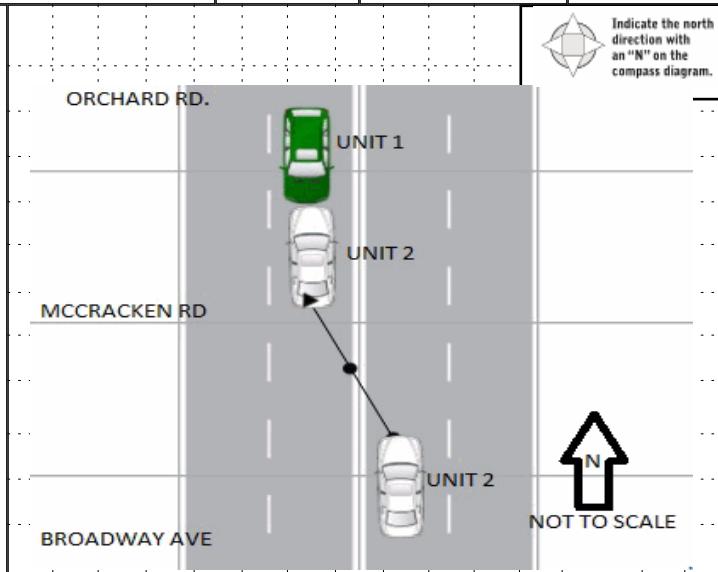 Indicate the north
direction with
an "N" on the
compass diagram.
ORCHARD RD.
UNIT 1
UNIT 2
MCCRACKEN RD
UNIT 2
N
NOT TO SCALE
BROADWAY AVE